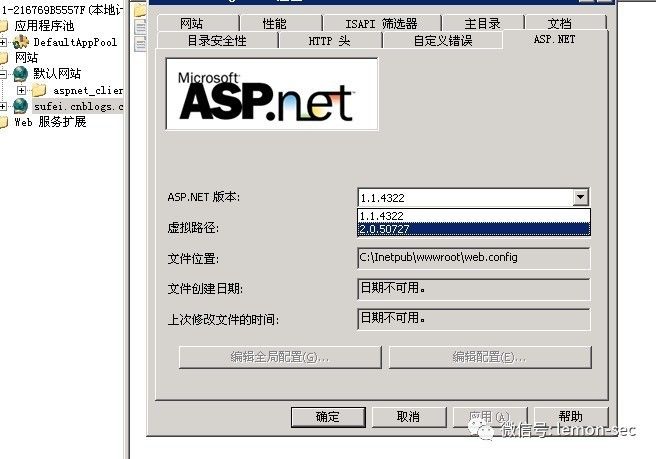 1-216769B5557F(本地计
应用程序池
DefaultAppPool
网站
默认网站
aspnet_clien
sufei.cnblogs.c
Web 服务扩展
网站 性能 ISAPI 筛选器 主目录 文档
目录安全性 HTTP 头 自定义错误 ASP.NET
Microsoft
ASP.net
ASP.NET 版本: 1.1.4322
1.1.4322
虚拟路径: 2.0.50727
文件位置: C:\Inetpub\wwwroot\web.config
文件创建日期: 日期不可用。
上次修改文件的时间: 日期不可用。
编辑全局配置(G)... 编辑配置(E)...
确定 取消 应用(A) 帮助
微信号: lemon-sec